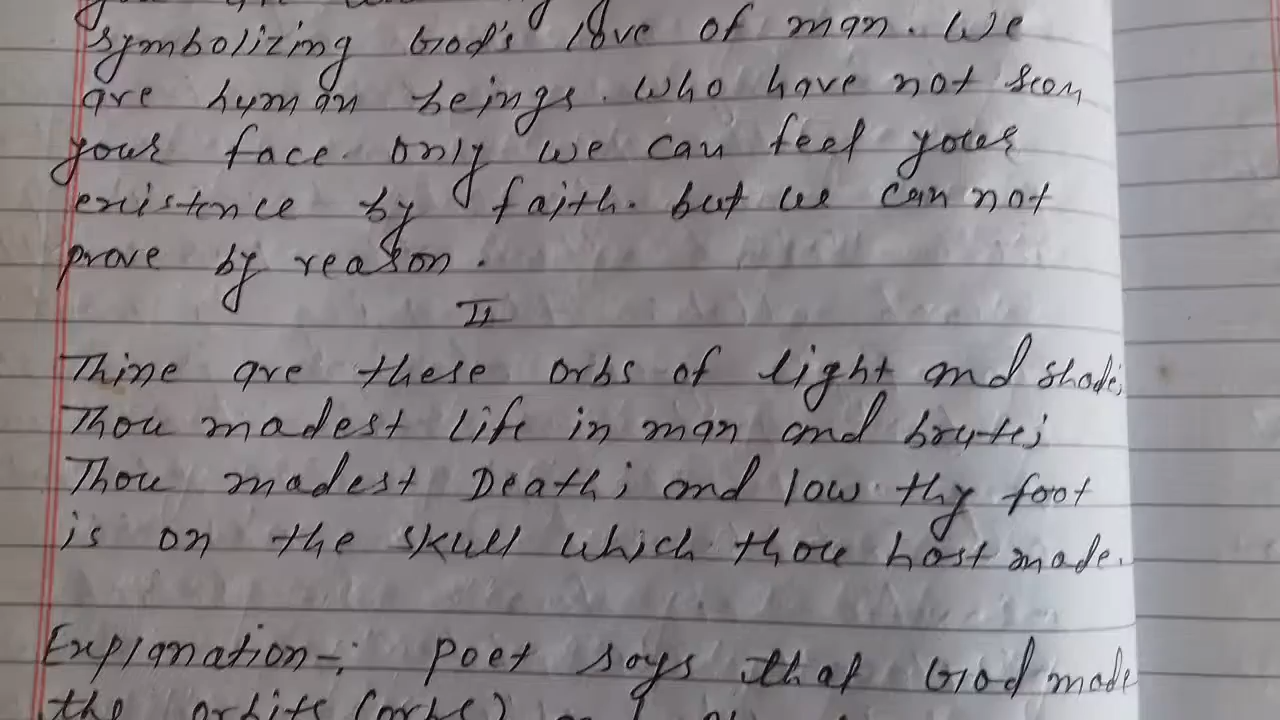 symbolizing God's love of man. We
are human beings. Who have not seen
your face. only we can feel your
existence by faith. but we can not
prove by reason.
II
Thine are these orbs of light and shade;
Thou madest Life in man and brute;
Thou madest Death; and low thy foot
is on the skull which thou hast made.
Explanation-: Poet says that God made
the orbits (orbs)